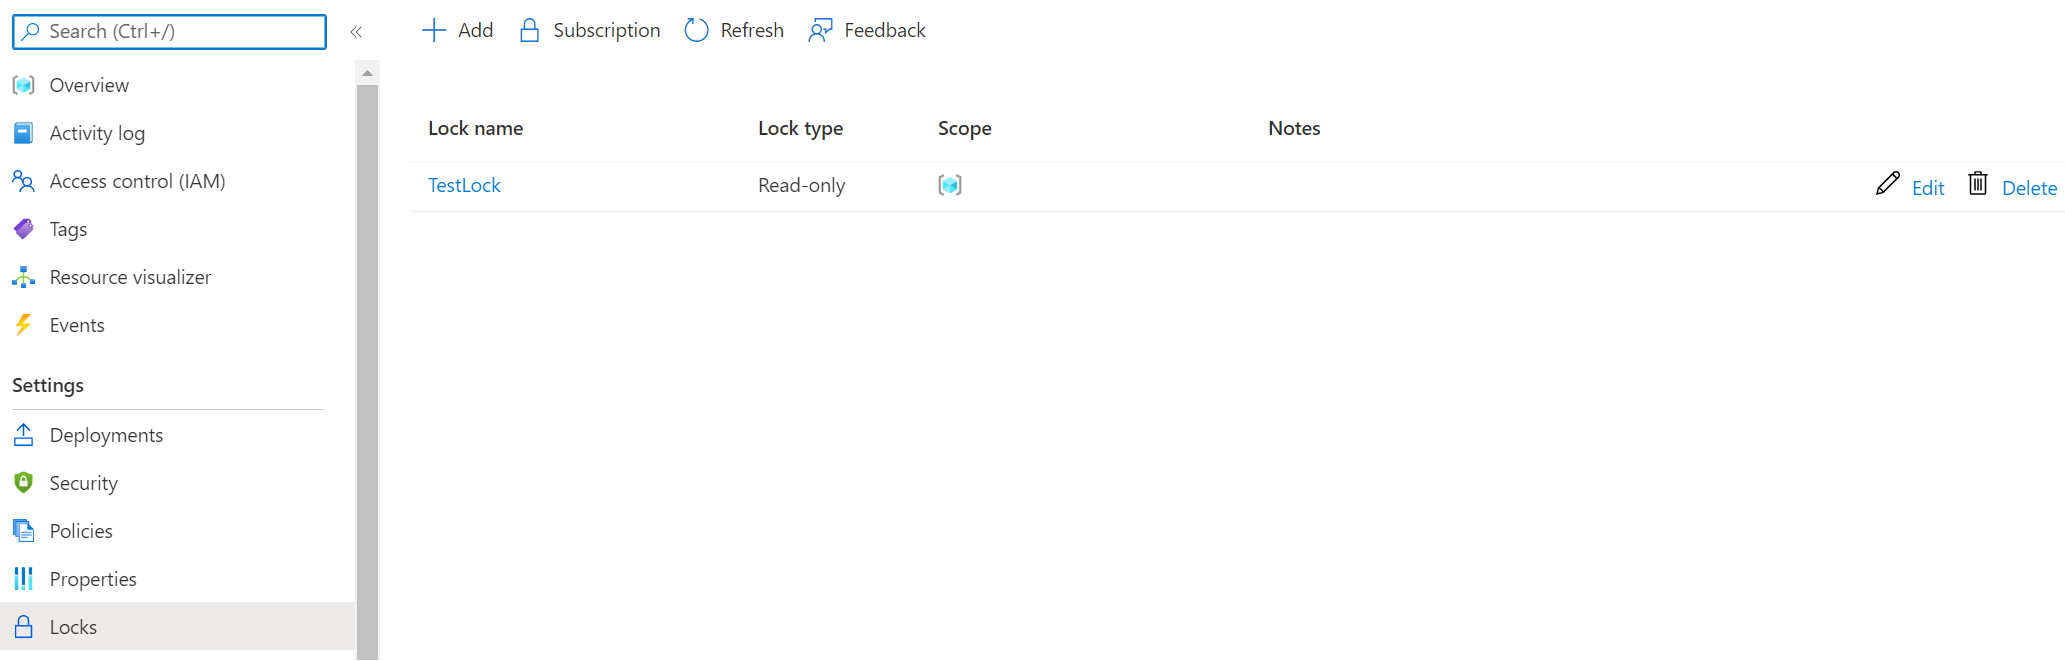 Search (Ctrl+/)
«
Overview
Activity log
Access control (IAM)
Tags
Resource visualizer
Events
Settings
Deployments
Security
Policies
Properties
Locks
Add Subscription Refresh Feedback
Lock name Lock type Scope Notes
TestLock Read-only Edit Delete